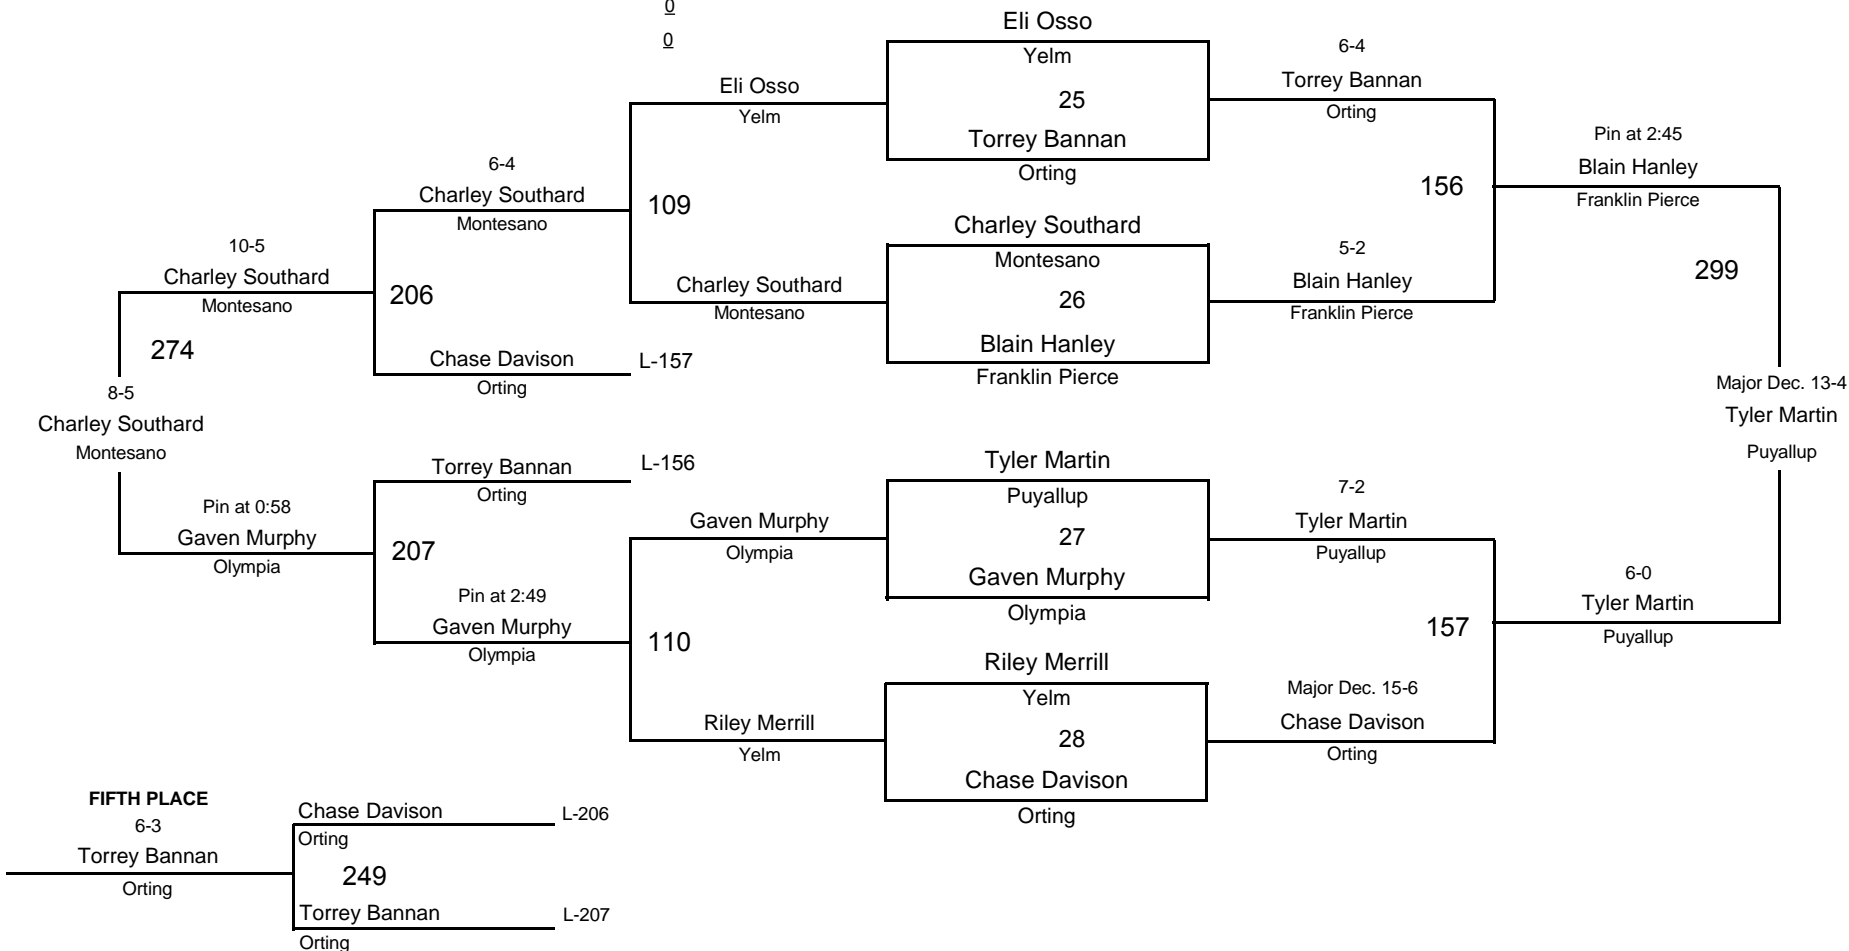 0
0
Eli Osso
Yelm
25
Torrey Bannan
Orting
Charley Southard
Montesano
26
Blain Hanley
Franklin Pierce
Tyler Martin
Puyallup
27
Gaven Murphy
Olympia
Riley Merrill
Yelm
28
Chase Davison
Orting
6-4
Torrey Bannan
Orting
156
5-2
Blain Hanley
Franklin Pierce
7-2
Tyler Martin
Puyallup
157
Major Dec. 15-6
Chase Davison
Orting
Pin at 2:45
Blain Hanley
Franklin Pierce
299
6-0
Tyler Martin
Puyallup
Major Dec. 13-4
Tyler Martin
Puyallup
Eli Osso
Yelm
109
Charley Southard
Montesano
Gaven Murphy
Olympia
110
Riley Merrill
Yelm
6-4
Charley Southard
Montesano
206
Chase Davison
L-157
Orting
Torrey Bannan
L-156
Orting
207
Pin at 2:49
Gaven Murphy
Olympia
10-5
Charley Southard
Montesano
274
Pin at 0:58
Gaven Murphy
Olympia
8-5
Charley Southard
Montesano
FIFTH PLACE
6-3
Torrey Bannan
Orting
Chase Davison
L-206
Orting
249
Torrey Bannan
L-207
Orting